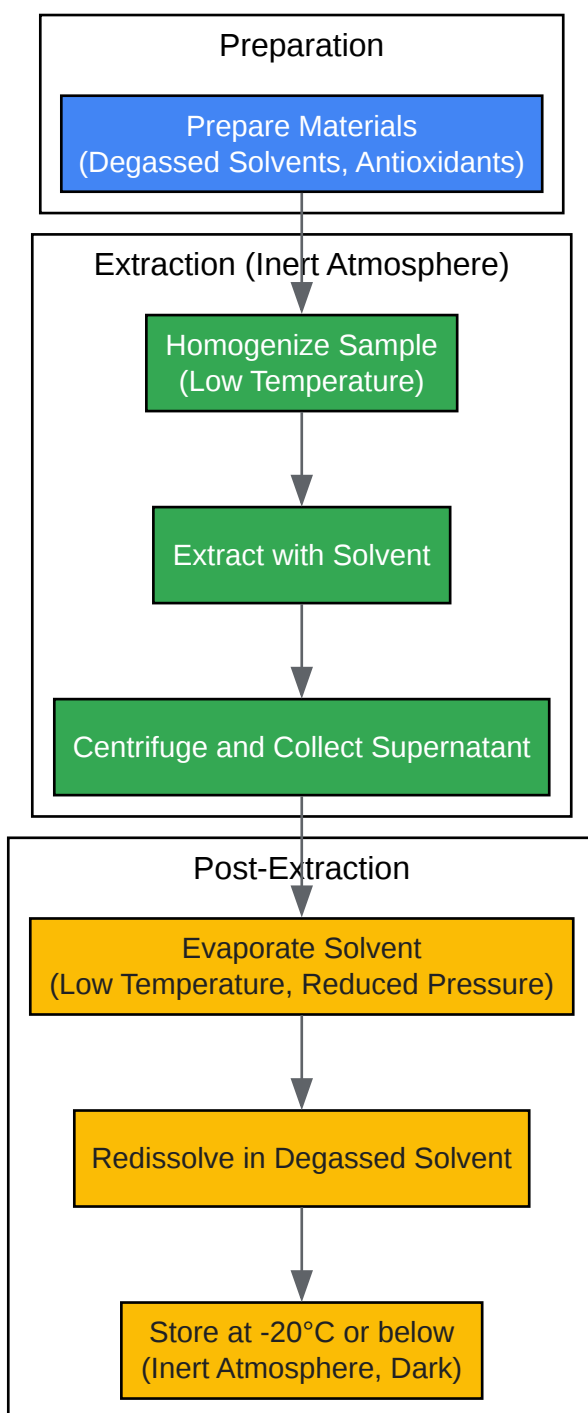 Preparation
Prepare Materials
(Degassed Solvents, Antioxidants)
Extraction (Inert Atmosphere)
Homogenize Sample
(Low Temperature)
Extract with Solvent
Centrifuge and Collect Supernatant
Post-Extraction
Evaporate Solvent
(Low Temperature, Reduced Pressure)
Redissolve in Degassed Solvent
Store at -20°C or below
(Inert Atmosphere, Dark)